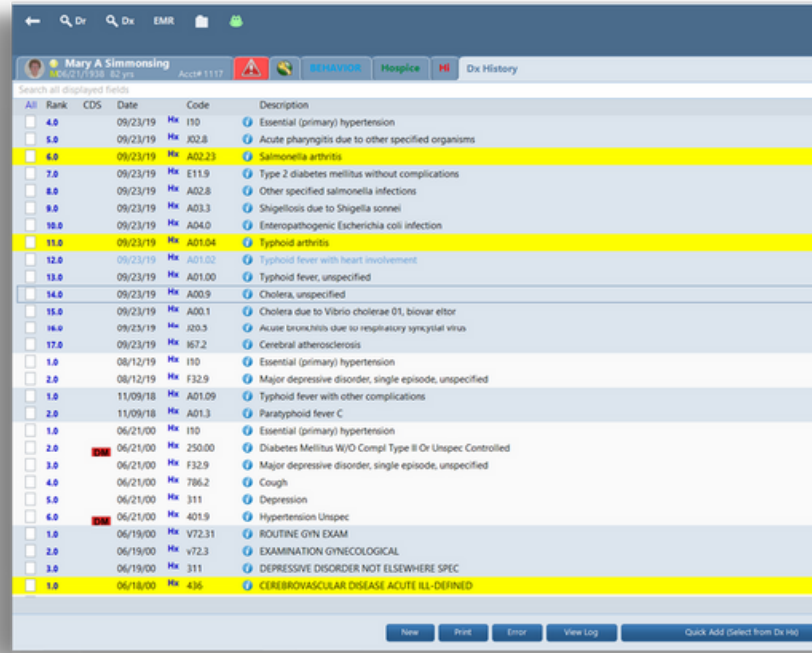 Dr Dx EMR
Mary A Simmonsing
M06/21/1938 82 yrs Acct# 1117 BEHAVIOR Hospice Hi Dx History
Search all displayed fields
All Rank CDS Date Code Description
4.0 09/23/19 Hx I10 Essential (primary) hypertension
5.0 09/23/19 Hx J02.8 Acute pharyngitis due to other specified organisms
6.0 09/23/19 Hx A02.23 Salmonella arthritis
7.0 09/23/19 Hx E11.9 Type 2 diabetes mellitus without complications
8.0 09/23/19 Hx A02.8 Other specified salmonella infections
9.0 09/23/19 Hx A03.3 Shigellosis due to Shigella sonnei
10.0 09/23/19 Hx A04.0 Enteropathogenic Escherichia coli infection
11.0 09/23/19 Hx A01.04 Typhoid arthritis
12.0 09/23/19 Hx A01.02 Typhoid fever with heart involvement
13.0 09/23/19 Hx A01.00 Typhoid fever, unspecified
14.0 09/23/19 Hx A00.9 Cholera, unspecified
15.0 09/23/19 Hx A00.1 Cholera due to Vibrio cholerae 01, biovar eltor
16.0 09/23/19 Hx J20.5 Acute bronchitis due to respiratory syncytial virus
17.0 09/23/19 Hx I67.2 Cerebral atherosclerosis
1.0 08/12/19 Hx I10 Essential (primary) hypertension
2.0 08/12/19 Hx F32.9 Major depressive disorder, single episode, unspecified
1.0 11/09/18 Hx A01.09 Typhoid fever with other complications
2.0 11/09/18 Hx A01.3 Paratyphoid fever C
1.0 06/21/00 Hx I10 Essential (primary) hypertension
2.0 DM 06/21/00 Hx 250.00 Diabetes Mellitus W/O Compl Type II Or Unspec Controlled
3.0 06/21/00 Hx F32.9 Major depressive disorder, single episode, unspecified
4.0 06/21/00 Hx 786.2 Cough
5.0 06/21/00 Hx 311 Depression
6.0 DM 06/21/00 Hx 401.9 Hypertension Unspec
1.0 06/19/00 Hx V72.31 ROUTINE GYN EXAM
2.0 06/19/00 Hx v72.3 EXAMINATION GYNECOLOGICAL
3.0 06/19/00 Hx 311 DEPRESSIVE DISORDER NOT ELSEWHERE SPEC
1.0 06/18/00 Hx 436 CEREBROVASCULAR DISEASE ACUTE ILL-DEFINED
New Print Error View Log Quick Add (Select from Dx Hx)